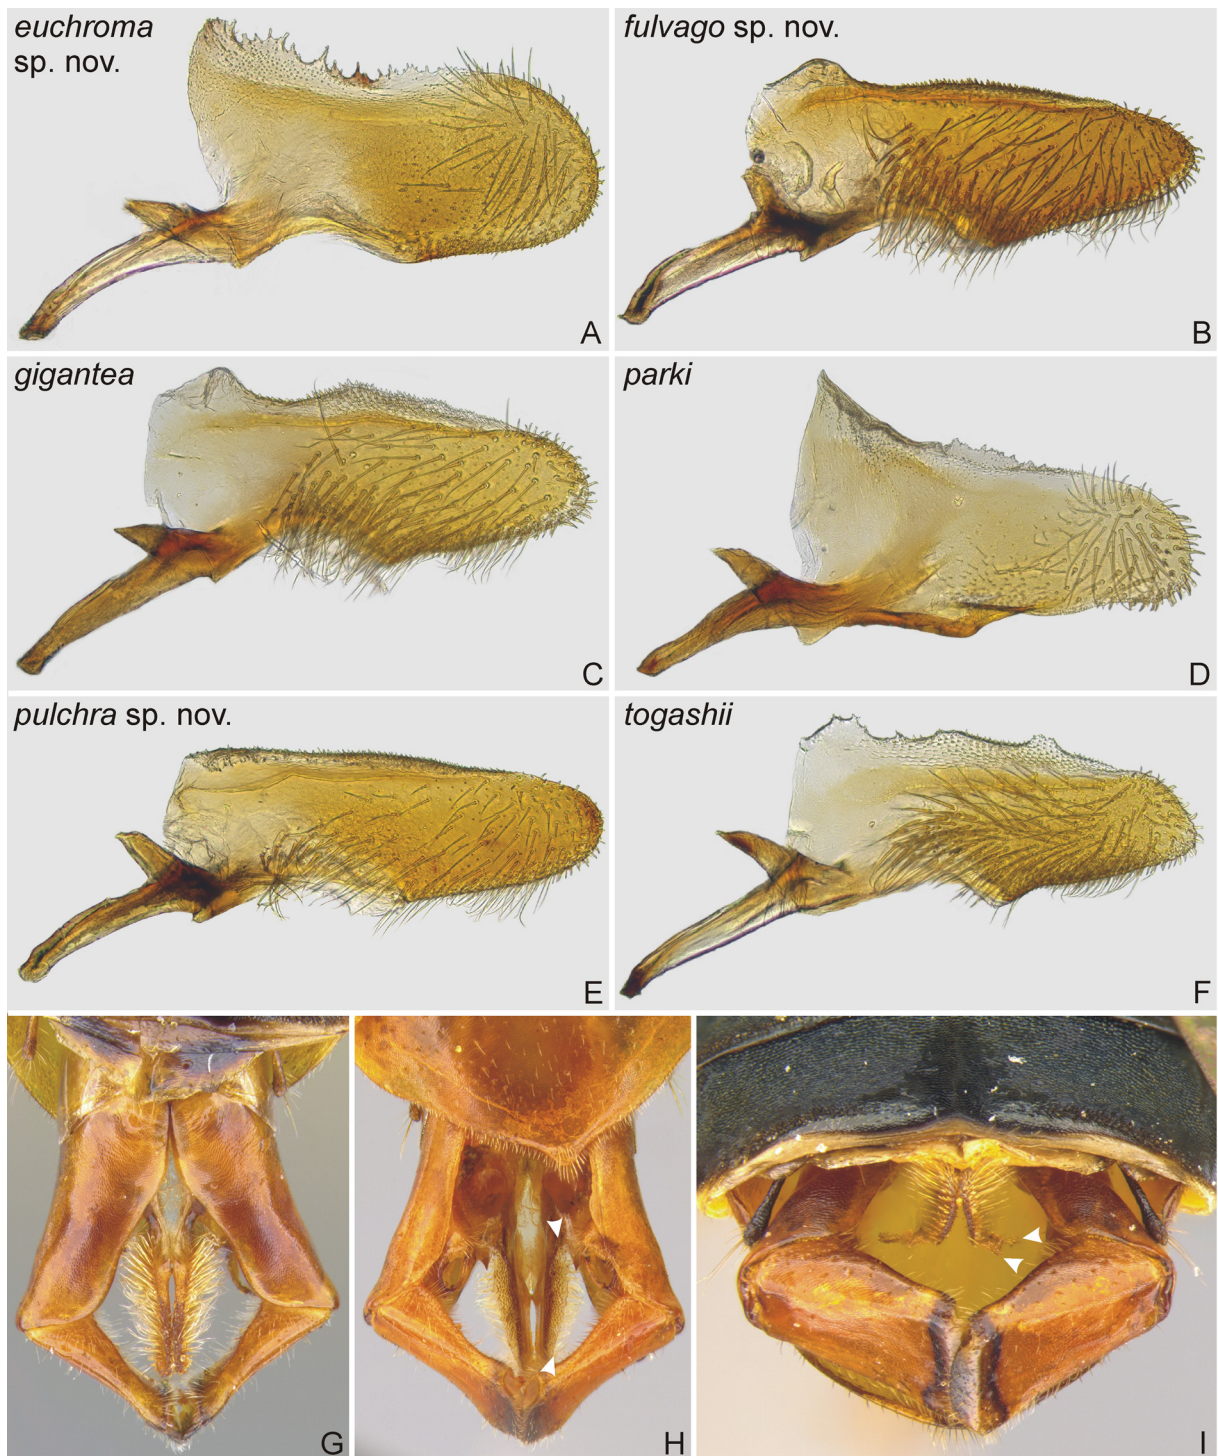 euchroma
sp. nov.
A
fulvago sp. nov.
B
gigantea
C
parki
D
pulchra sp. nov.
E
togashii
F
G
H
I